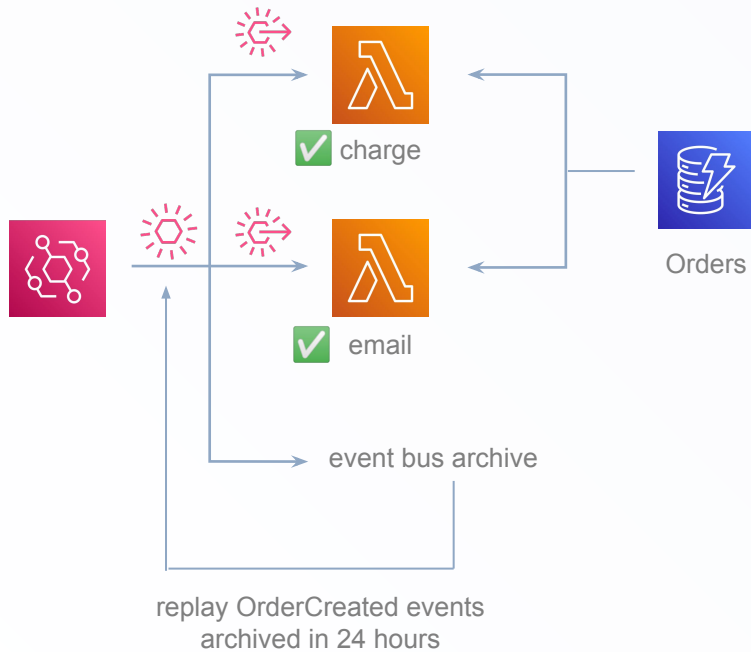 charge
Orders
email
event bus archive
replay OrderCreated events
archived in 24 hours